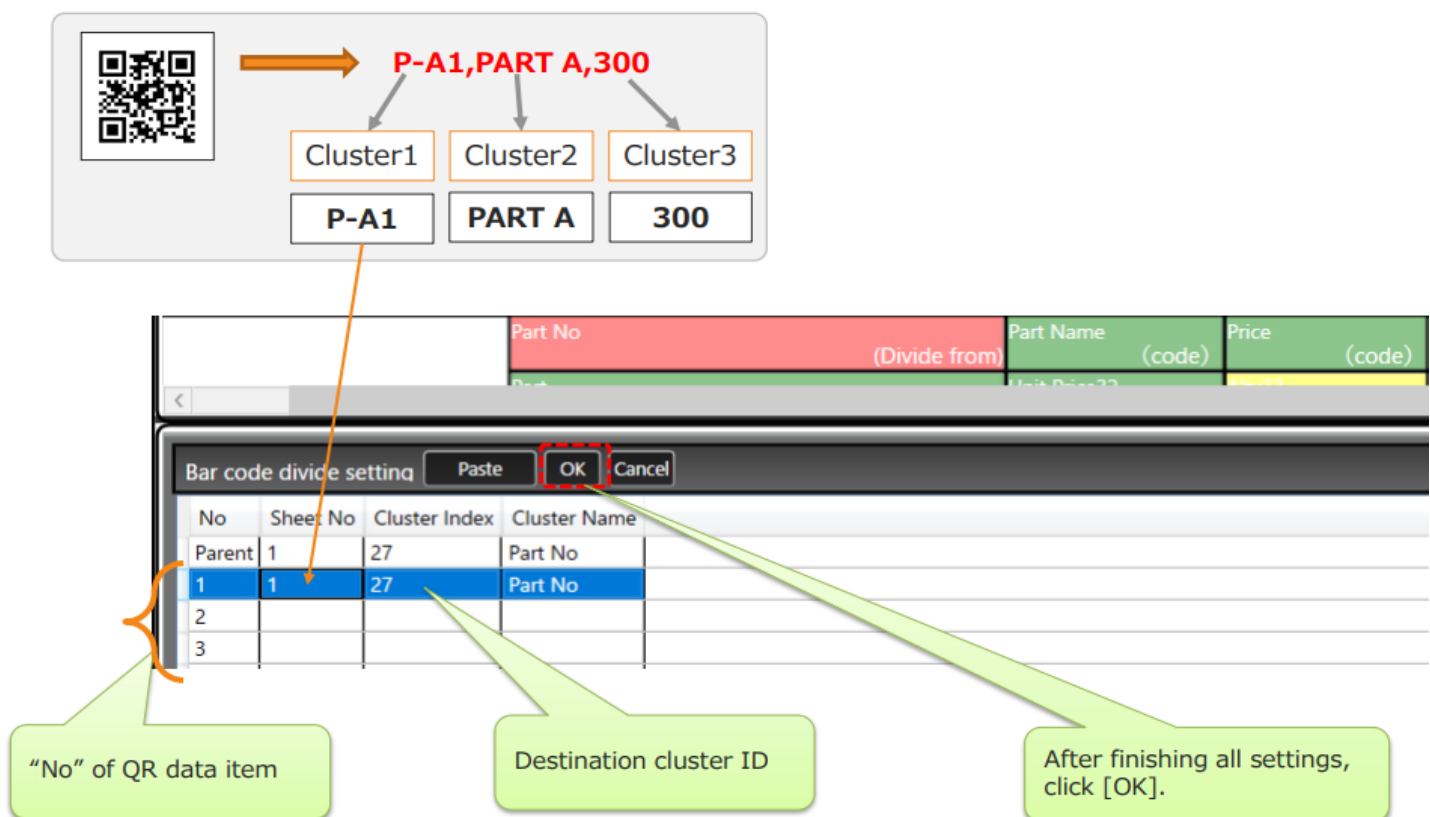 P-A1,PART A,300
Cluster1 Cluster2 Cluster3
P-A1 PART A 300
Part No Part Name Price
(Divide from) (code) (code)
Bar code divide setting Paste OK Cancel
No Sheet No Cluster Index Cluster Name
Parent 1 27 Part No
1 1 27 Part No
2
3
“No” of QR data item
Destination cluster ID
After finishing all settings,
click [OK].